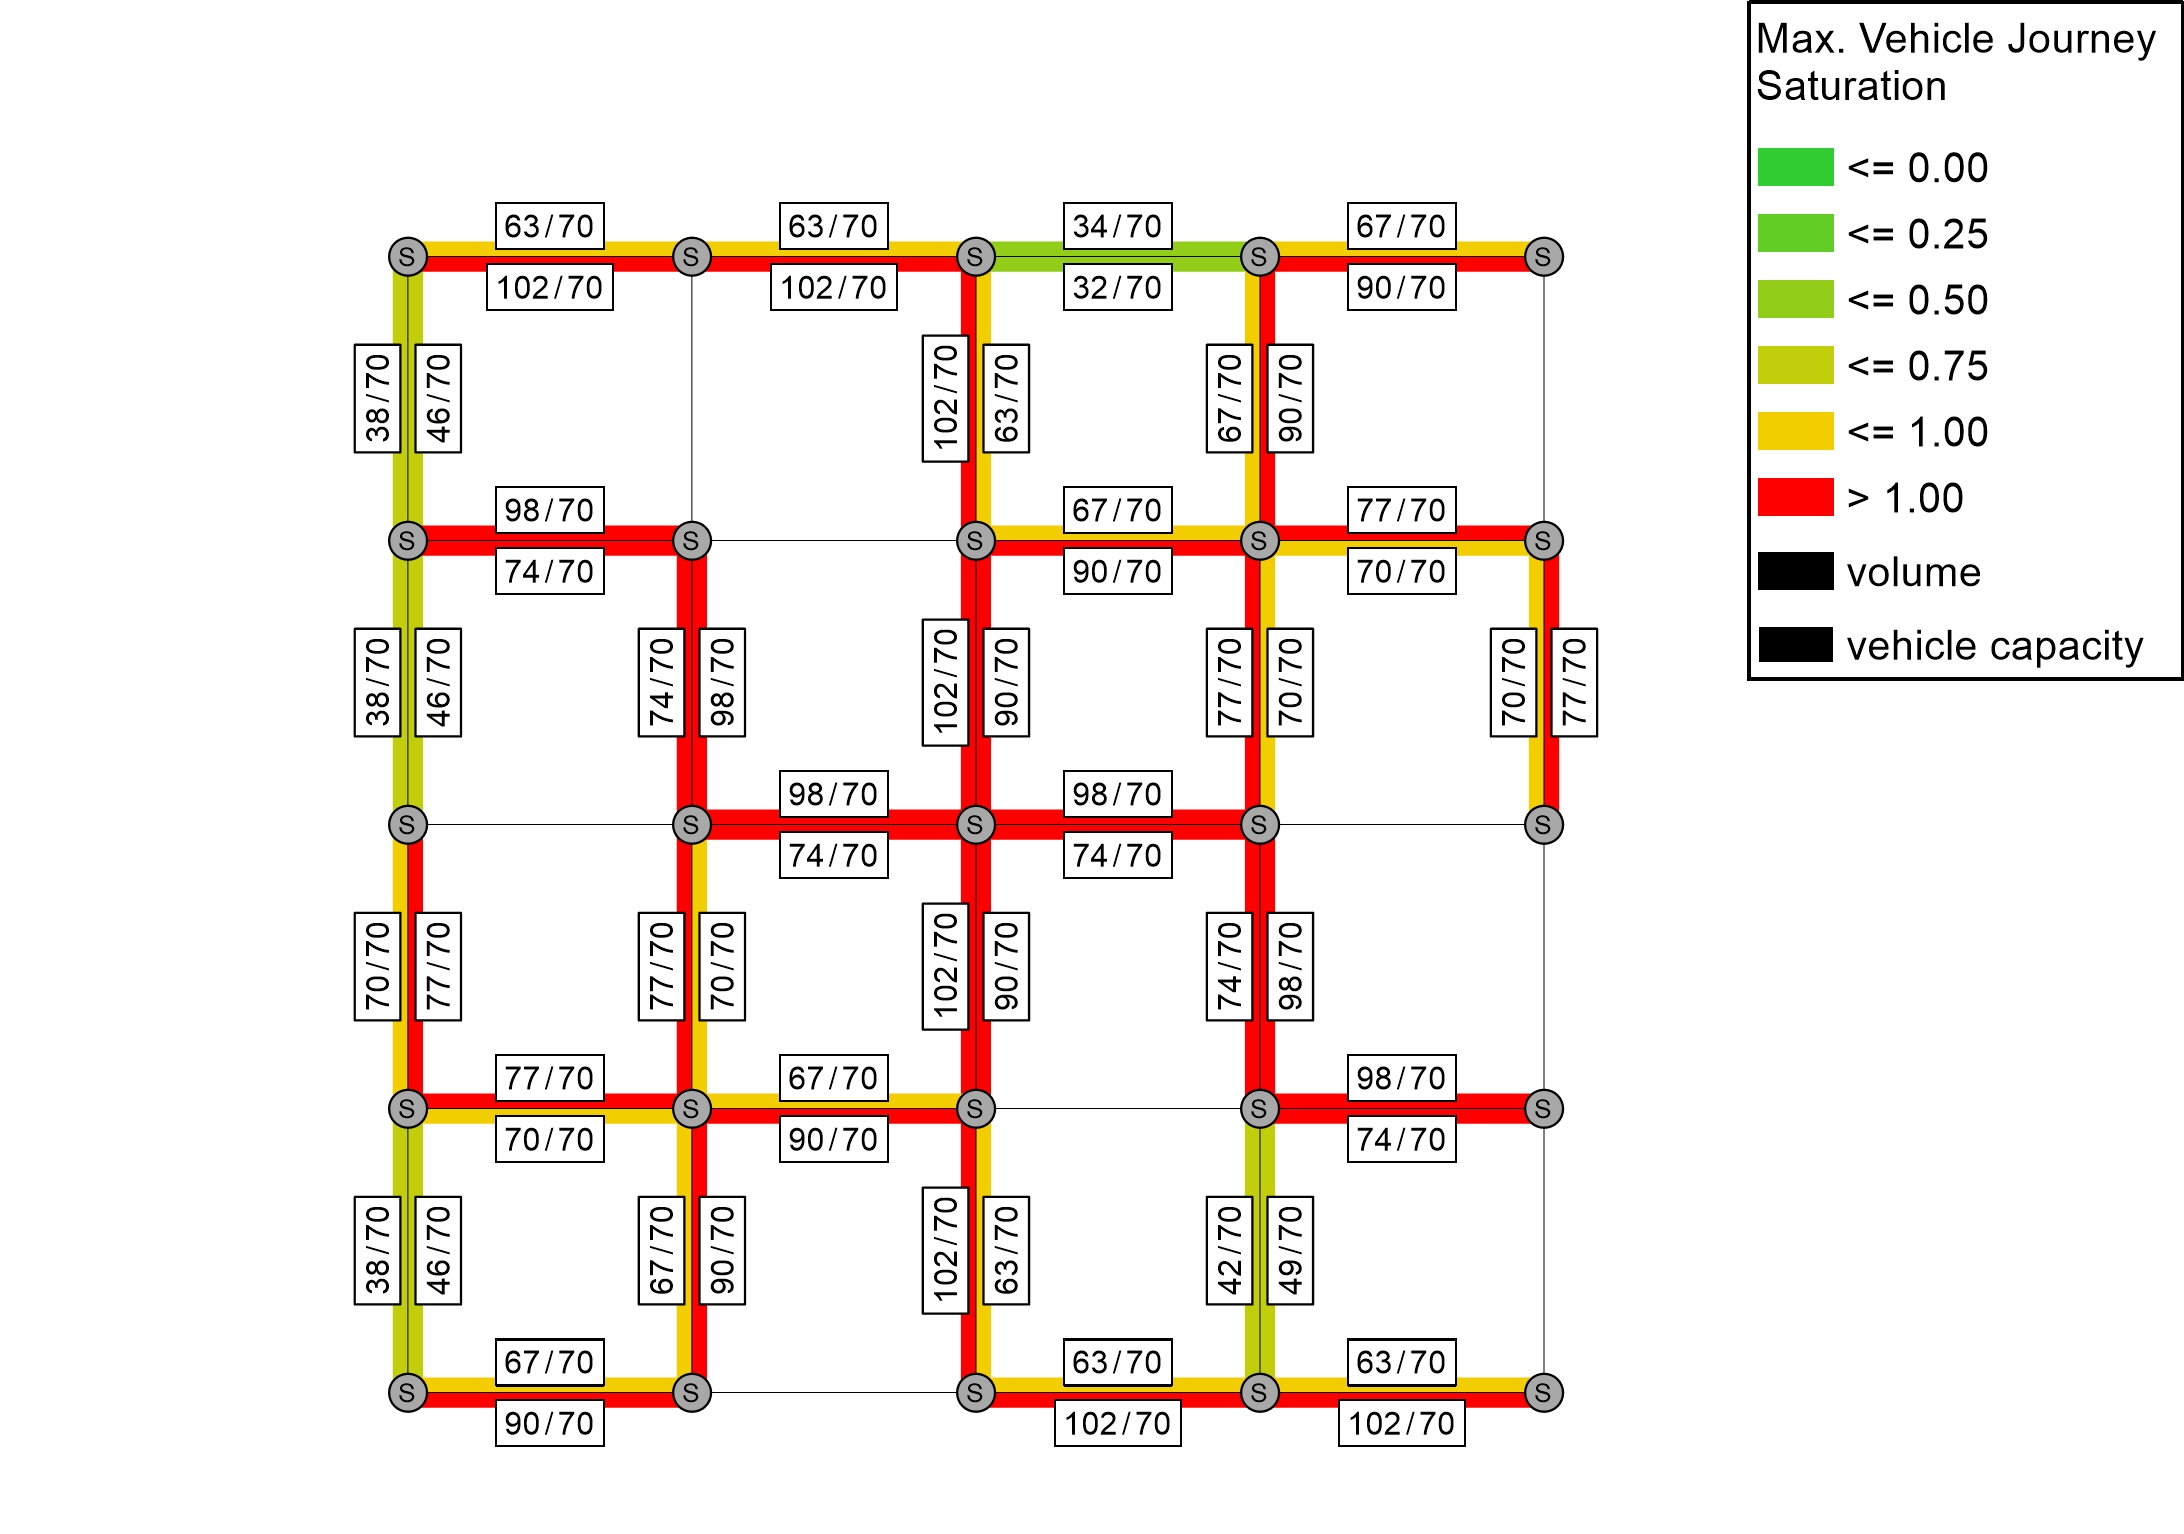 Max. Vehicle Journey
Saturation
<= 0.00
<= 0.25
<= 0.50
<= 0.75
<= 1.00
> 1.00
volume
vehicle capacity
63/70
63/70
34/70
67/70
S
S
S
S
S
102/70
102/70
32/70
90/70
38/70
46/70
102/70
63/70
67/70
90/70
98/70
67/70
77/70
S
S
S
S
S
74/70
90/70
70/70
38/70
46/70
74/70
98/70
102/70
90/70
77/70
70/70
70/70
77/70
98/70
98/70
S
S
S
S
S
74/70
74/70
70/70
77/70
77/70
70/70
102/70
90/70
74/70
98/70
77/70
67/70
98/70
S
S
S
S
S
70/70
90/70
74/70
38/70
46/70
67/70
90/70
102/70
63/70
42/70
49/70
67/70
63/70
63/70
S
S
S
S
S
90/70
102/70
102/70